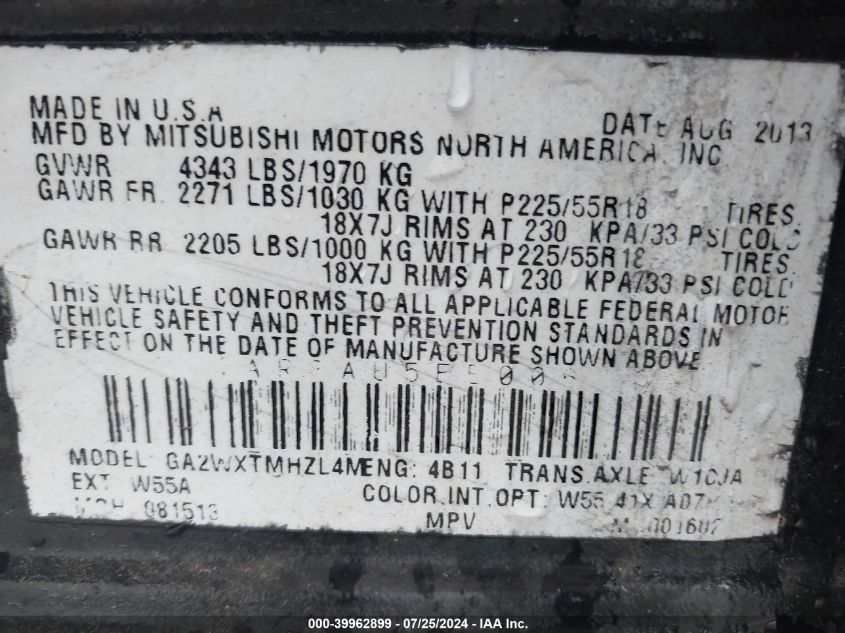 MADE IN U.S.A DATE AUG 2013
MFD BY MITSUBISHI MOTORS NORTH AMERICA, INC
GVWR 4343 LBS/1970 KG
GAWR FR 2271 LBS/1030 KG WITH P225/55R18 TIRES,
18X7J RIMS AT 230 KPA/33 PSI COLD
GAWR RR 2205 LBS/1000 KG WITH P225/55R18 TIRES,
18X7J RIMS AT 230 KPA/33 PSI COLD
THIS VEHICLE CONFORMS TO ALL APPLICABLE FEDERAL MOTOR
VEHICLE SAFETY AND THEFT PREVENTION STANDARDS IN
EFFECT ON THE DATE OF MANUFACTURE SHOWN ABOVE
MODEL: GA2WXTMHZL4M ENG: 4B11 TRANS.AXLE W1CJA
EXT W55A COLOR.INT.OPT: W55 41X
081513 MPV
000-39962899 - 07/25/2024 - IAA Inc.